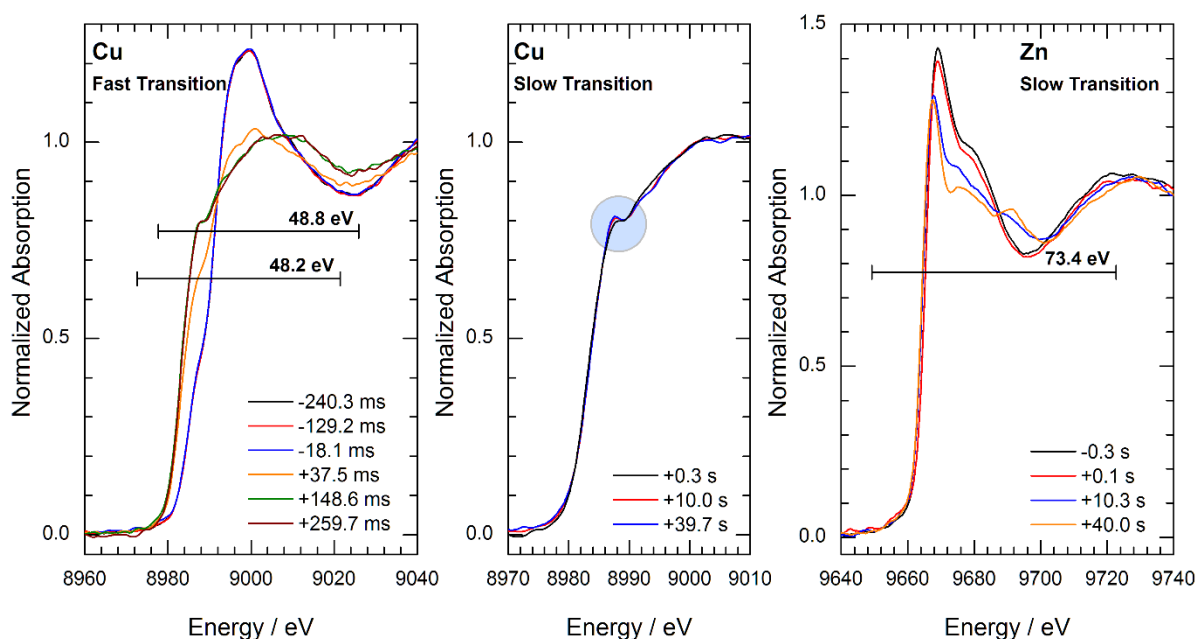 Cu
Fast Transition
48.8 eV
48.2 eV
-240.3 ms
-129.2 ms
-18.1 ms
+37.5 ms
+148.6 ms
+259.7 ms
1.0
0.5
0.0
Normalized Absorption
8960 8980 9000 9020 9040
Energy / eV
Cu
Slow Transition
+0.3 s
+10.0 s
+39.7 s
1.0
0.5
0.0
Normalized Absorption
8970 8980 8990 9000 9010
Energy / eV
Zn
Slow Transition
73.4 eV
-0.3 s
+0.1 s
+10.3 s
+40.0 s
1.5
1.0
0.5
0.0
Normalized Absorption
9640 9660 9680 9700 9720 9740
Energy / eV